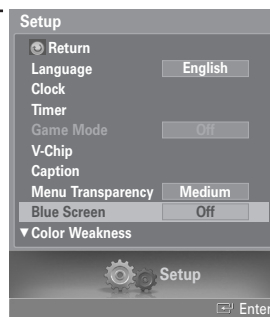 Setup
Return
Language English
Clock
Timer
Game Mode Off
V-Chip
Caption
Menu Transparency Medium
Blue Screen Off
▼Color Weakness
Setup
Enter